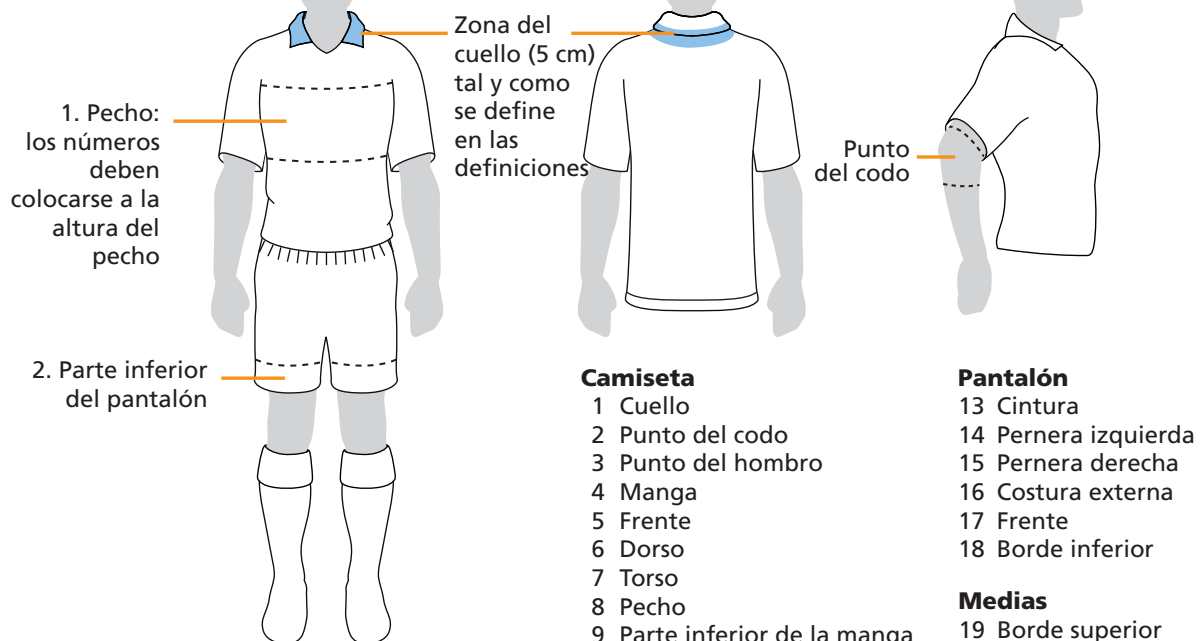 Zona del
cuello (5 cm)
tal y como
se define
en las
definiciones
1. Pecho:
los números
deben
colocarse a la
altura del
pecho
Punto
del codo
2. Parte inferior
del pantalón
Camiseta
1 Cuello
2 Punto del codo
3 Punto del hombro
4 Manga
5 Frente
6 Dorso
7 Torso
8 Pecho
9 Parte inferior de la manga
Pantalón
13 Cintura
14 Pernera izquierda
15 Pernera derecha
16 Costura externa
17 Frente
18 Borde inferior
Medias
19 Borde superior